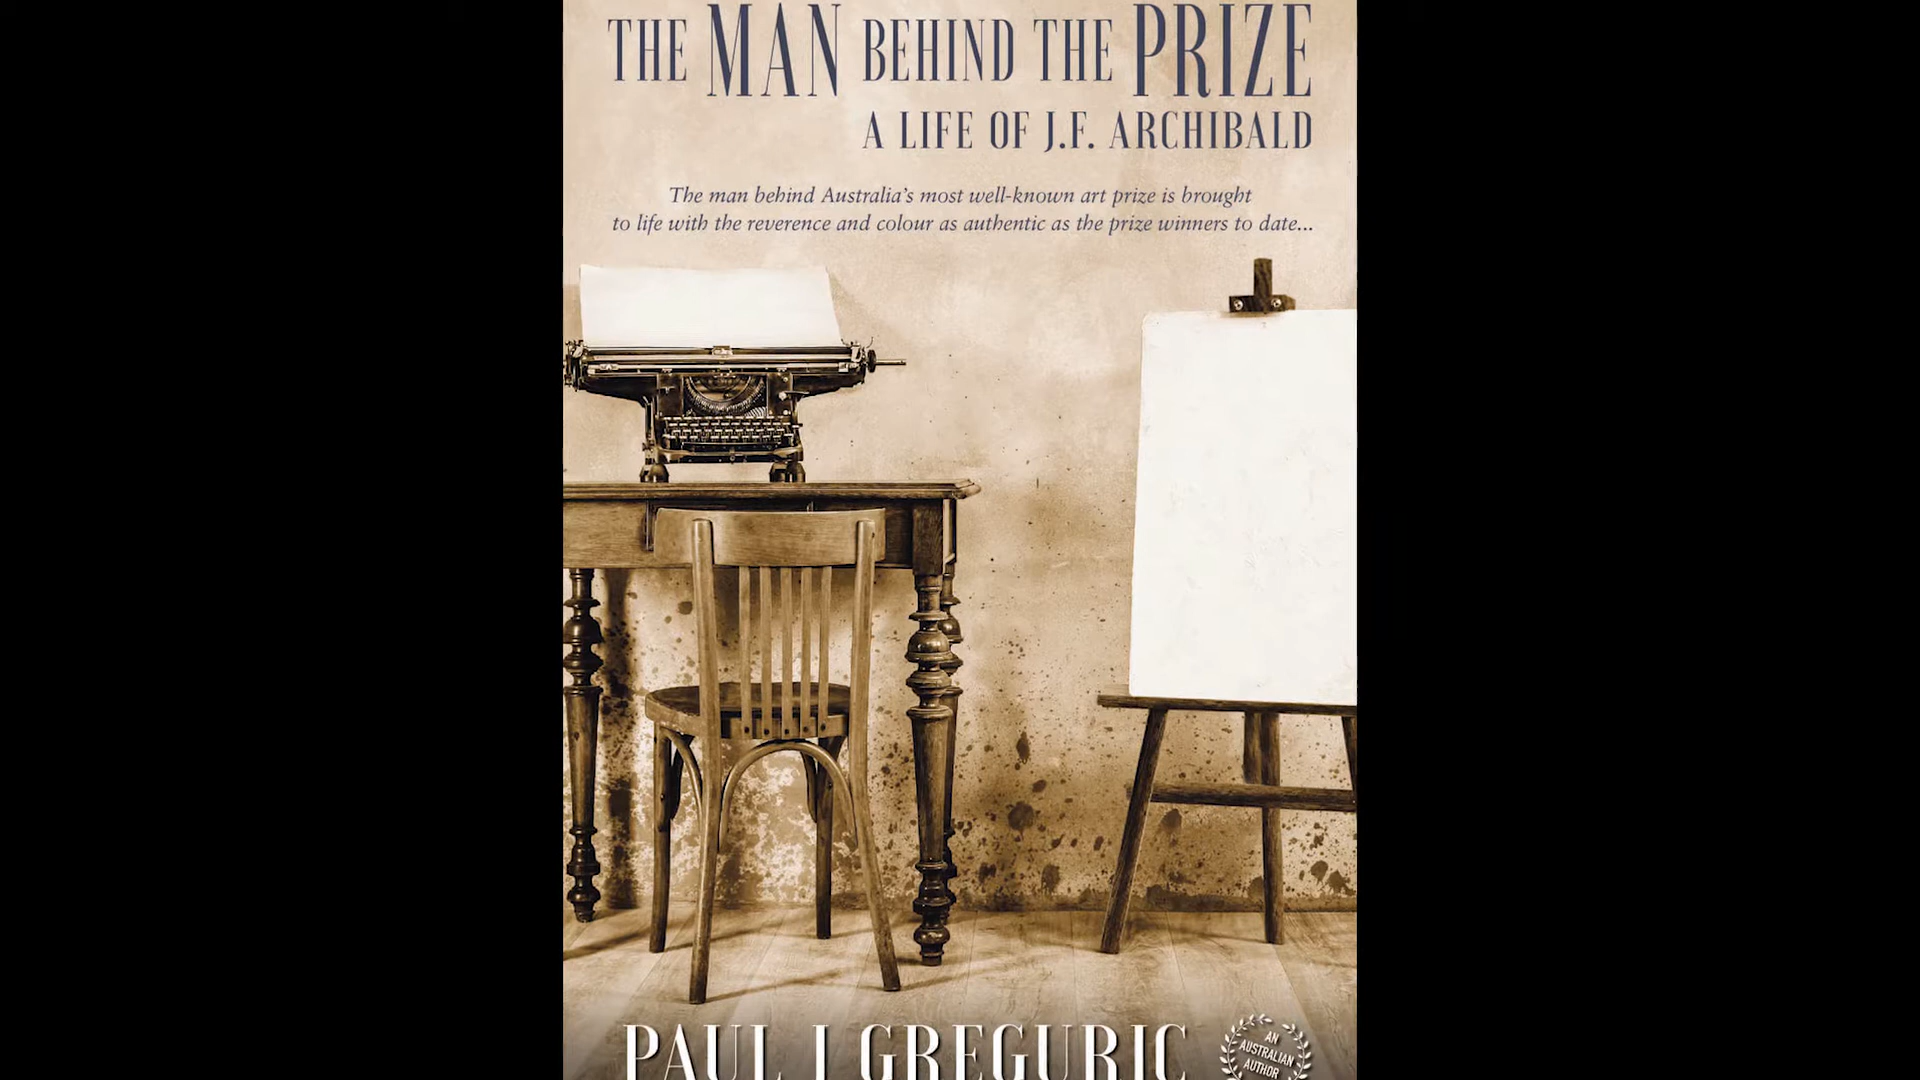 THE MAN BEHIND THE PRIZE
A LIFE OF J.F. ARCHIBALD
The man behind Australia's most well-known art prize is brought
to life with the reverence and colour as authentic as the prize winners to date...
PAUL J GREGURIC
AN
AUSTRALIAN
AUTHOR